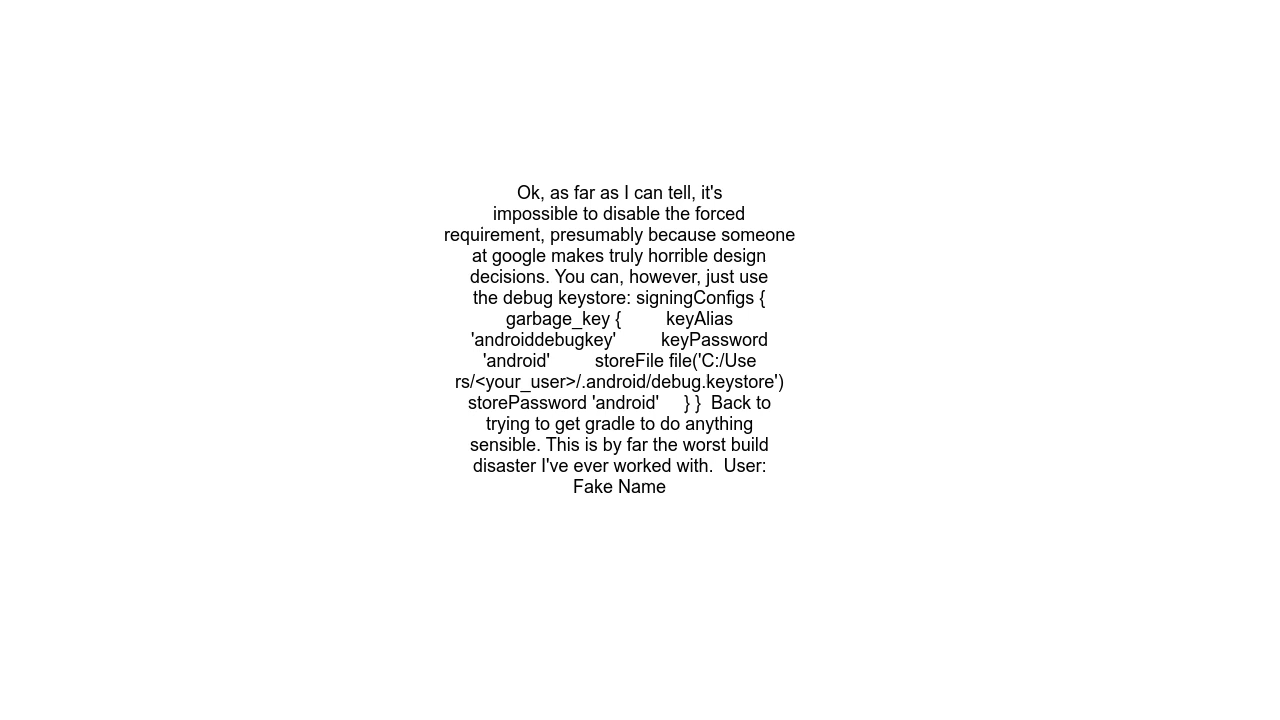 Ok, as far as I can tell, it's
impossible to disable the forced
requirement, presumably because someone
at google makes truly horrible design
decisions. You can, however, just use
the debug keystore: signingConfigs {
garbage_key {         keyAlias
'androiddebugkey'         keyPassword
'android'         storeFile file('C:/Use
rs/<your_user>/.android/debug.keystore')
storePassword 'android'     } }  Back to
trying to get gradle to do anything
sensible. This is by far the worst build
disaster I've ever worked with.  User:
Fake Name